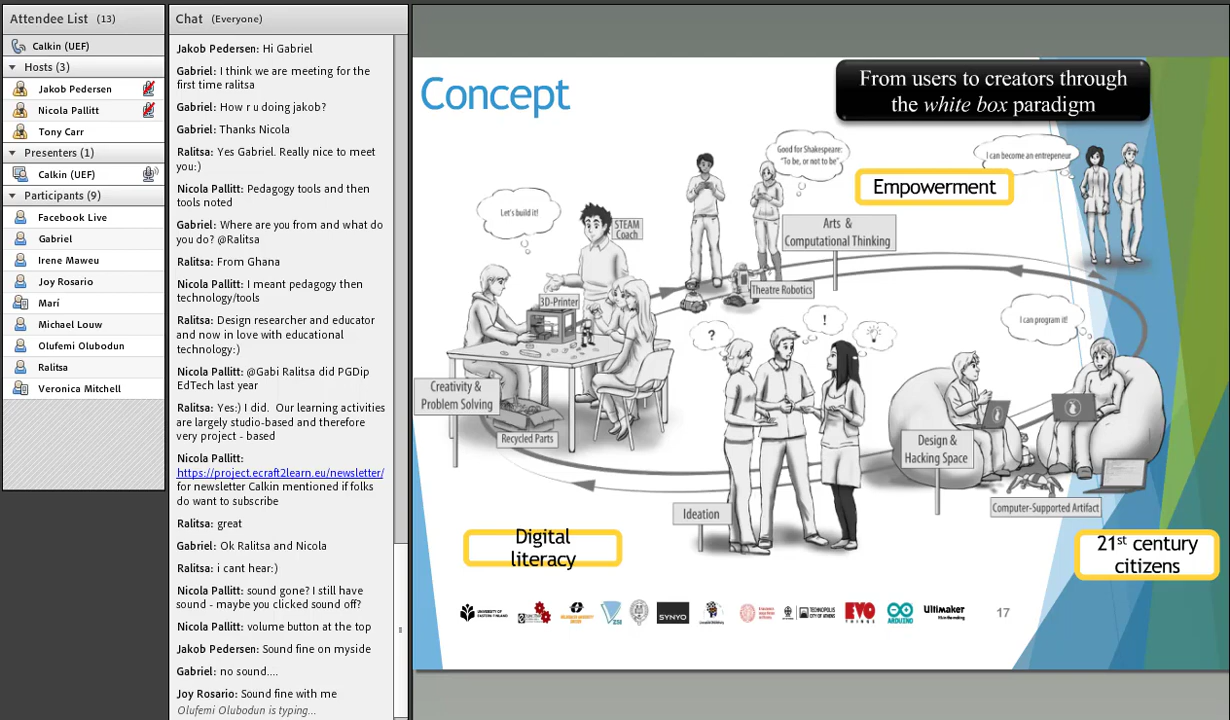 Attendee List (13)
Calkin (UEF)
Hosts (3)
Jakob Pedersen
Nicola Pallitt
Tony Carr
Presenters (1)
Calkin (UEF)
Participants (9)
Facebook Live
Gabriel
Irene Maweu
Joy Rosario
Marí
Michael Louw
Olufemi Olubodun
Ralitsa
Veronica Mitchell
Chat (Everyone)
Jakob Pedersen: Hi Gabriel
Gabriel: I think we are meeting for the
first time ralitsa
Gabriel: How r u doing jakob?
Gabriel: Thanks Nicola
Ralitsa: Yes Gabriel. Really nice to meet
you:)
Nicola Pallitt: Pedagogy tools and then
tools noted
Gabriel: Where are you from and what do
you do? @Ralitsa
Ralitsa: From Ghana
Nicola Pallitt: I meant pedagogy then
technology/tools
Ralitsa: Design researcher and educator
and now in love with educational
technology:)
Nicola Pallitt: @Gabi Ralitsa did PGDip
EdTech last year
Ralitsa: Yes:) I did. Our learning activities
are largely studio-based and therefore
very project - based
Nicola Pallitt:
https://project.ecraft2learn.eu/newsletter/
for newsletter Calkin mentioned if folks
do want to subscribe
Ralitsa: great
Gabriel: Ok Ralitsa and Nicola
Ralitsa: i cant hear:)
Nicola Pallitt: sound gone? I still have
sound - maybe you clicked sound off?
Nicola Pallitt: volume button at the top
Jakob Pedersen: Sound fine on myside
Gabriel: no sound....
Joy Rosario: Sound fine with me
Olufemi Olubodun is typing...
Concept
From users to creators through
the white box paradigm
Good for Shakespeare:
"To be, or not to be"
I can become an entrepeneur
Empowerment
Let's build it!
STEAM
Coach
Arts &
Computational Thinking
3D-Printer
Theatre Robotics
?
!
I can program it!
Creativity &
Problem Solving
Recycled Parts
Design &
Hacking Space
Ideation
Computer-Supported Artifact
Digital
literacy
21st century
citizens
UNIVERSITY OF
EASTERN FINLAND
ZSI
SYNYO
TECHNOPOLIS
CITY OF ATHENS
EVO
THINGS
ARDUINO
Ultimaker
17